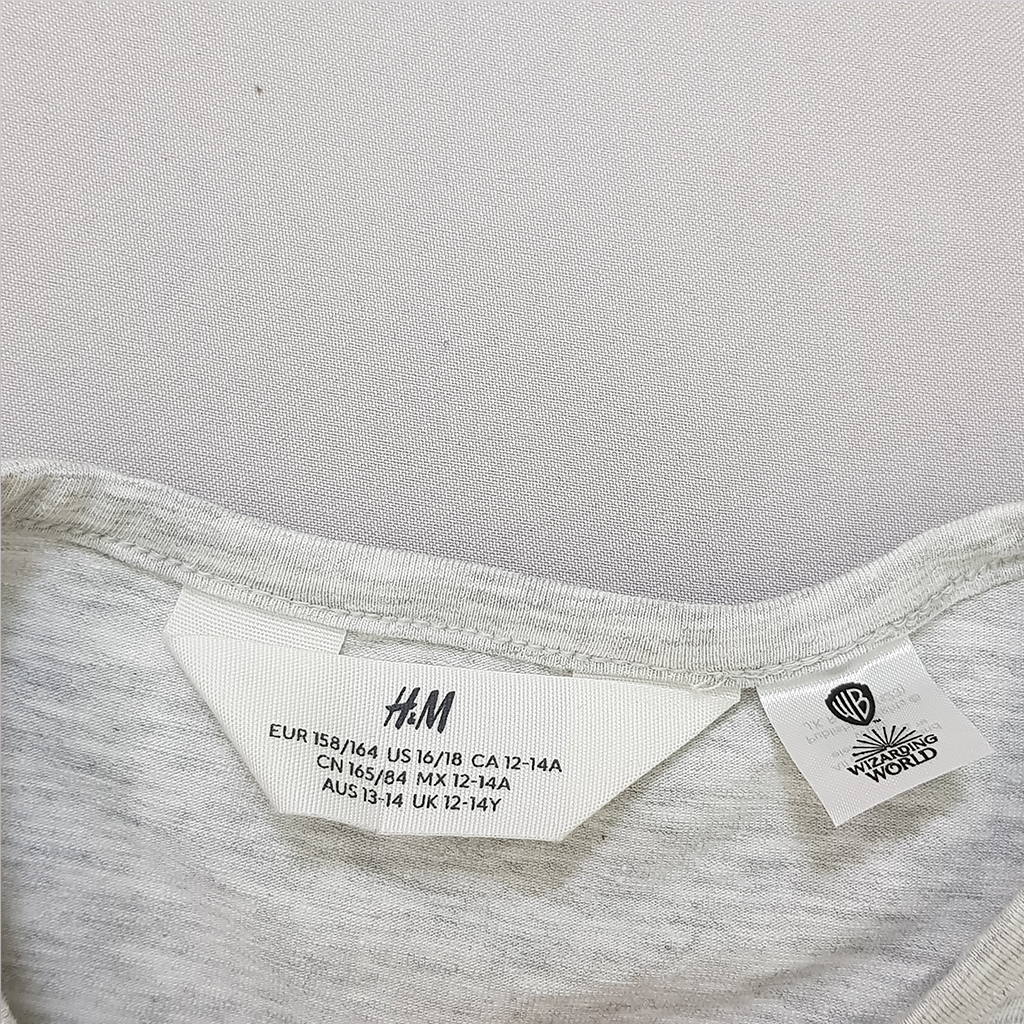 H&M
EUR 158/164 US 16/18 CA 12-14A
CN 165/84 MX 12-14A
AUS 13-14 UK 12-14Y
WB
™
WIZARDING
WORLD